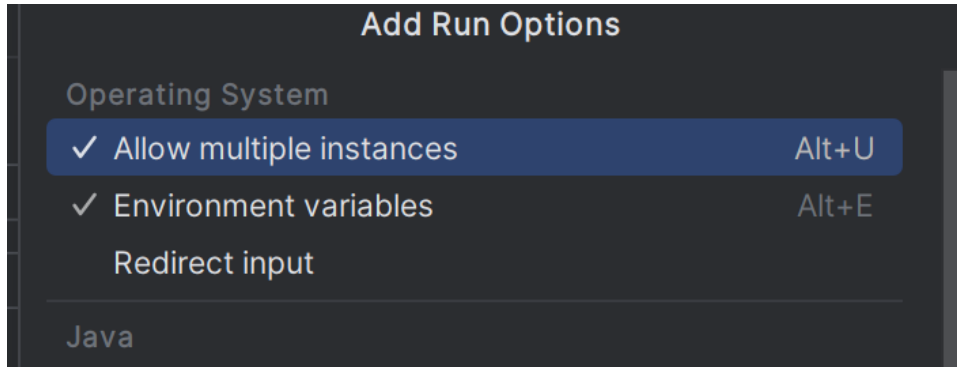 Add Run Options
Operating System
Allow multiple instances Alt+U
Environment variables Alt+E
Redirect input
Java